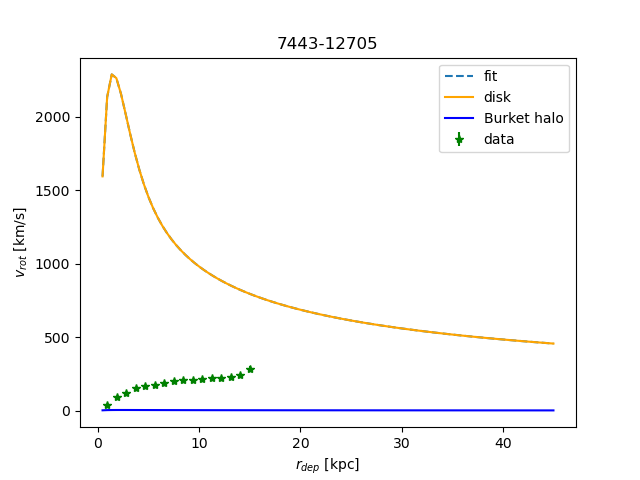 7443-12705
fit
disk
Burket halo
data
2000
1500
1000
500
0
v_rot [km/s]
0 10 20 30 40
r_dep [kpc]